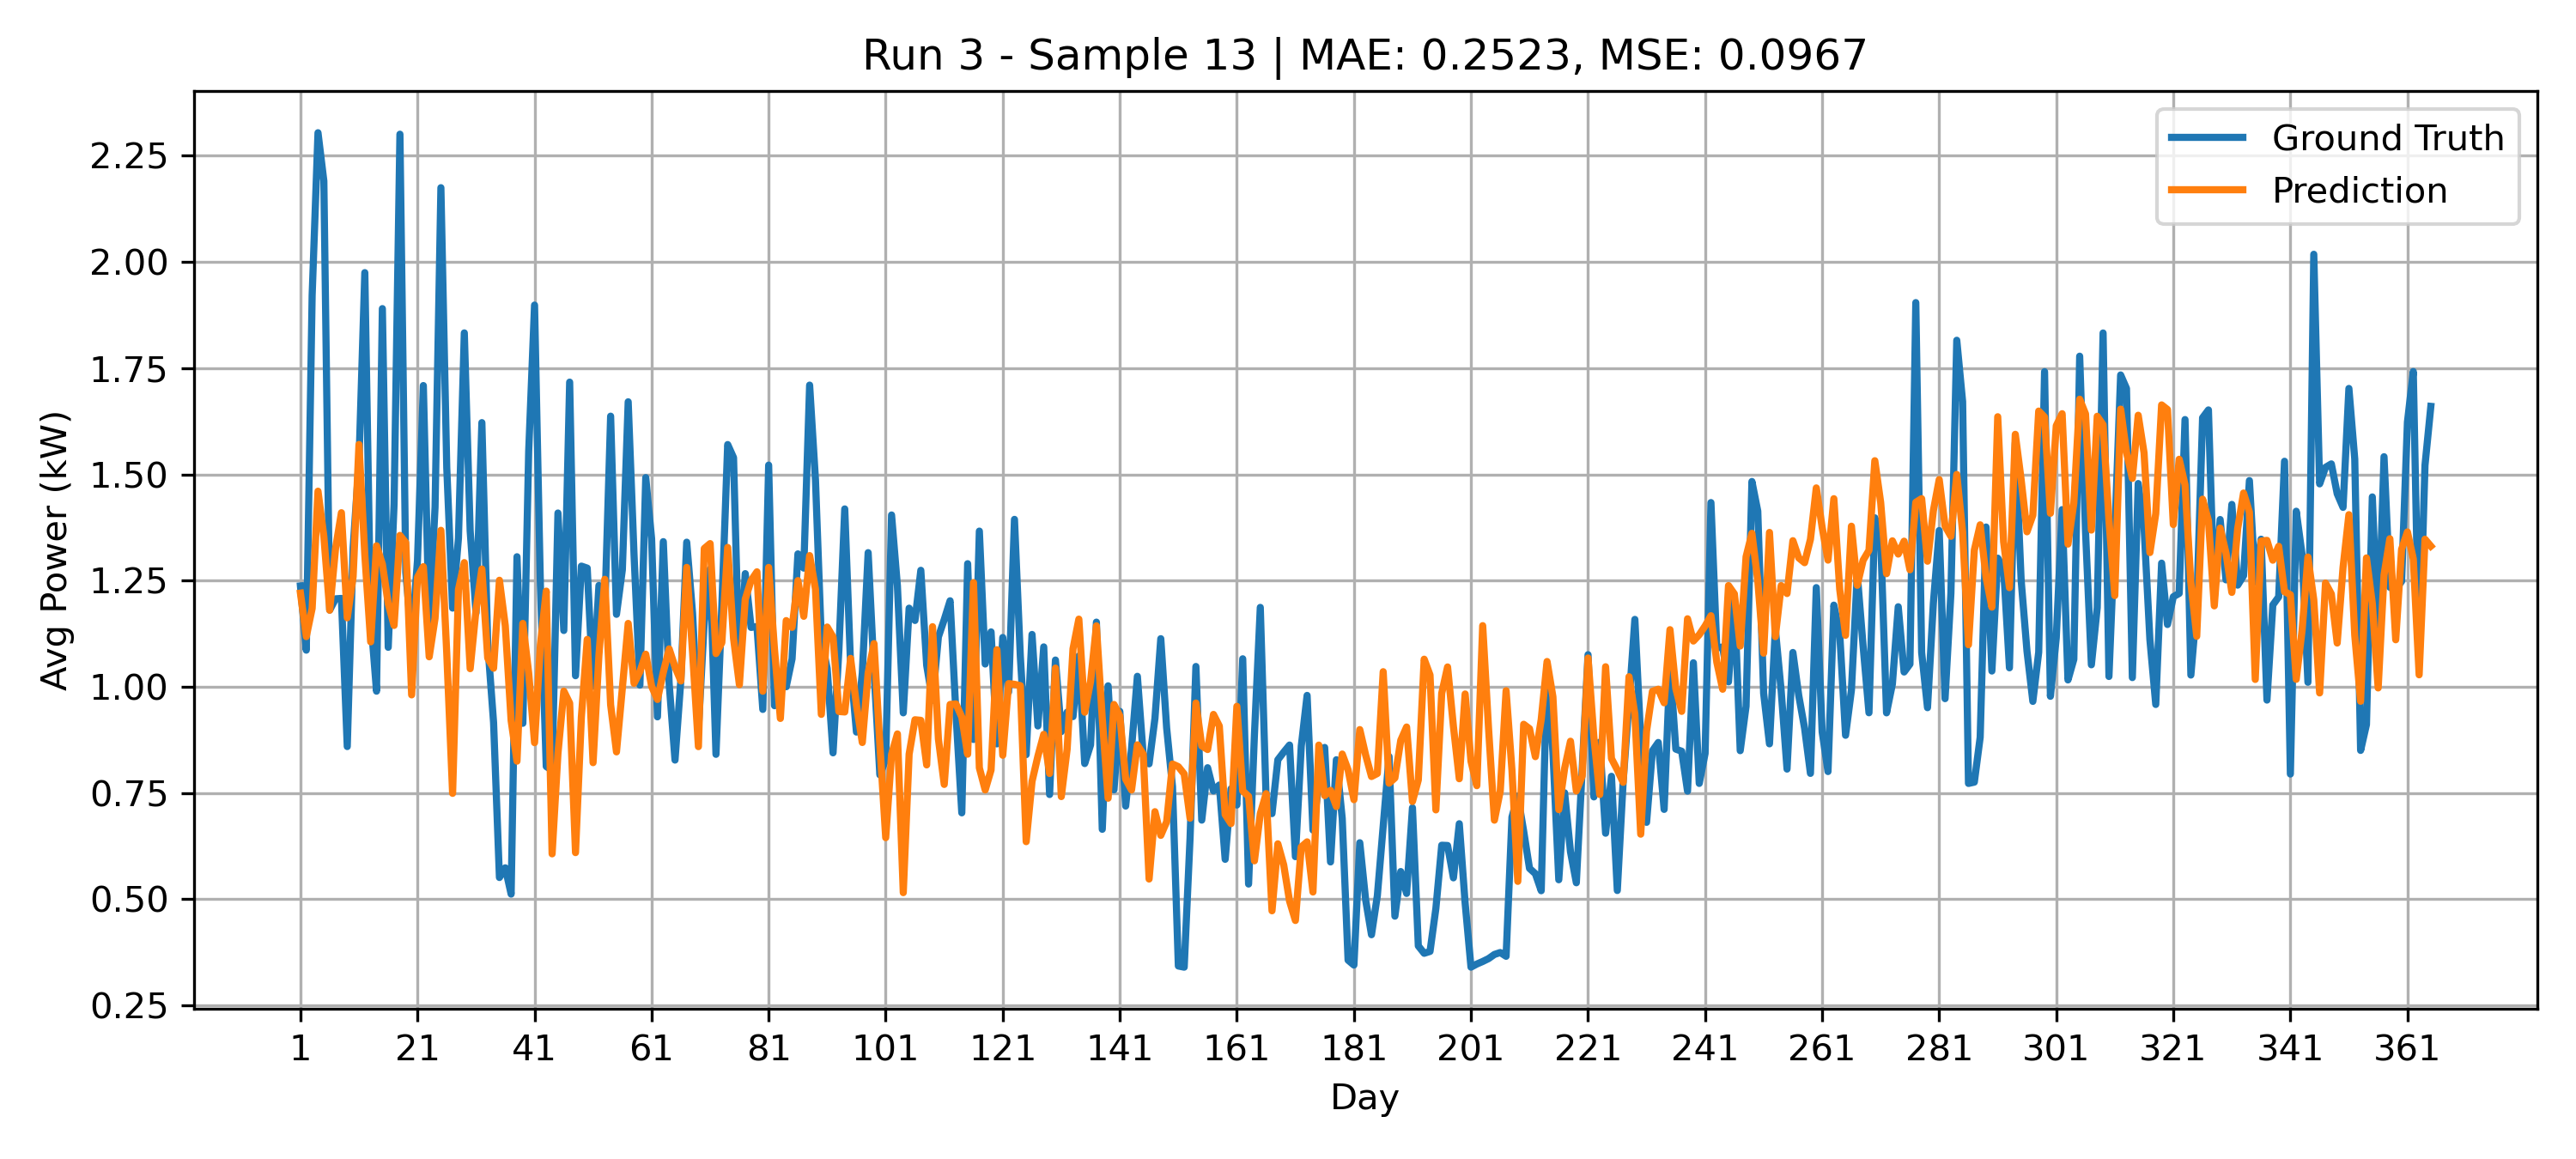 Run 3 - Sample 13 | MAE: 0.2523, MSE: 0.0967
Ground Truth
Prediction
Avg Power (kW)
2.25
2.00
1.75
1.50
1.25
1.00
0.75
0.50
0.25
1 21 41 61 81 101 121 141 161 181 201 221 241 261 281 301 321 341 361
Day